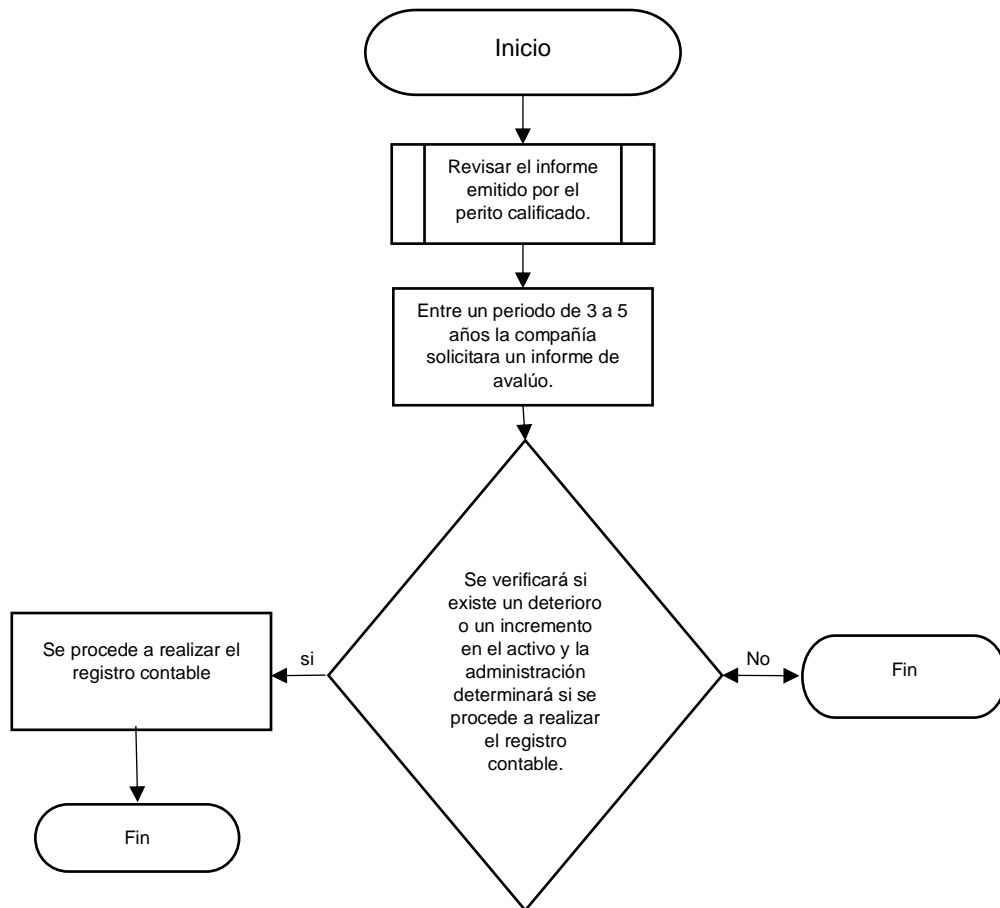 Inicio
Revisar el informe
emitido por el
perito calificado.
Entre un periodo de 3 a 5
años la compañía
solicitara un informe de
avalúo.
Se verificará si
existe un deterioro
o un incremento
en el activo y la
administración
determinará si se
procede a realizar
el registro
contable.
si
Se procede a realizar el
registro contable
Fin
No
Fin